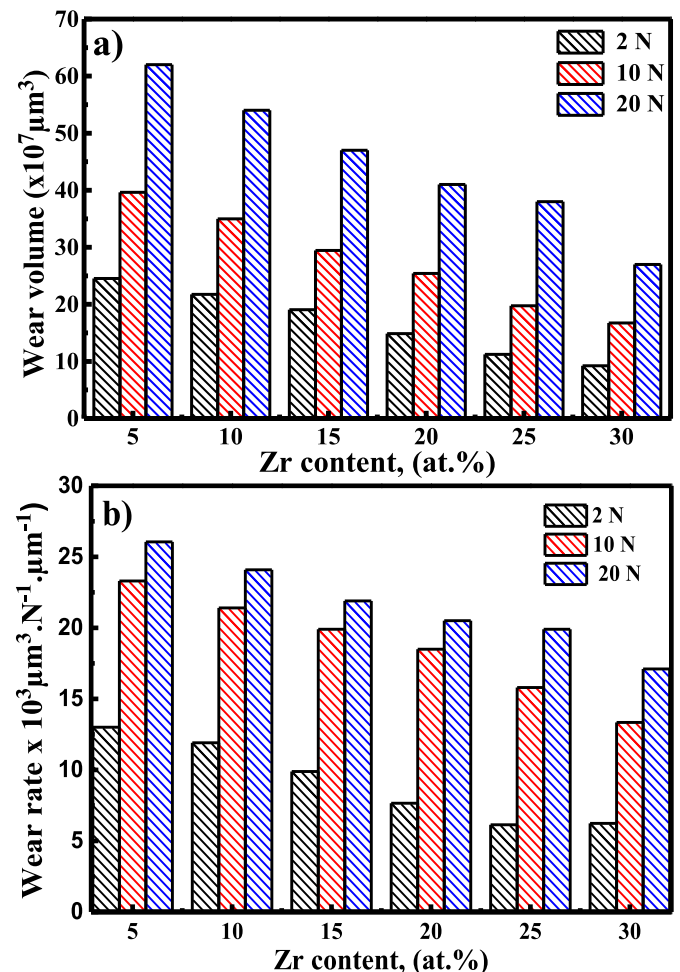 a)
2 N
10 N
20 N
Wear volume (x10⁷μm³)
70
60
50
40
30
20
10
0
5 10 15 20 25 30
Zr content, (at.%)
b)
2 N
10 N
20 N
Wear rate x 10³μm³.N⁻¹.μm⁻¹)
30
25
20
15
10
5
0
5 10 15 20 25 30
Zr content, (at.%)